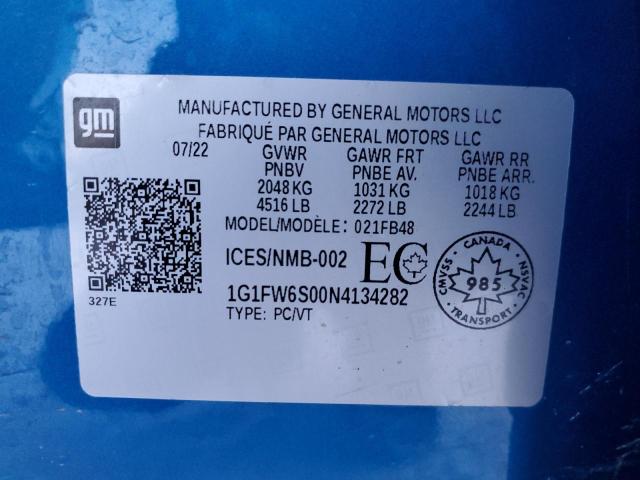 gm
MANUFACTURED BY GENERAL MOTORS LLC
FABRIQUÉ PAR GENERAL MOTORS LLC
07/22 GVWR GAWR FRT GAWR RR
PNBV PNBE AV. PNBE ARR.
2048 KG 1031 KG 1018 KG
4516 LB 2272 LB 2244 LB
MODEL/MODÈLE: 021FB48
ICES/NMB-002 EC
CANADA
CMVSS 985 NSVAC
TRANSPORT
327E
1G1FW6S00N4134282
TYPE: PC/VT